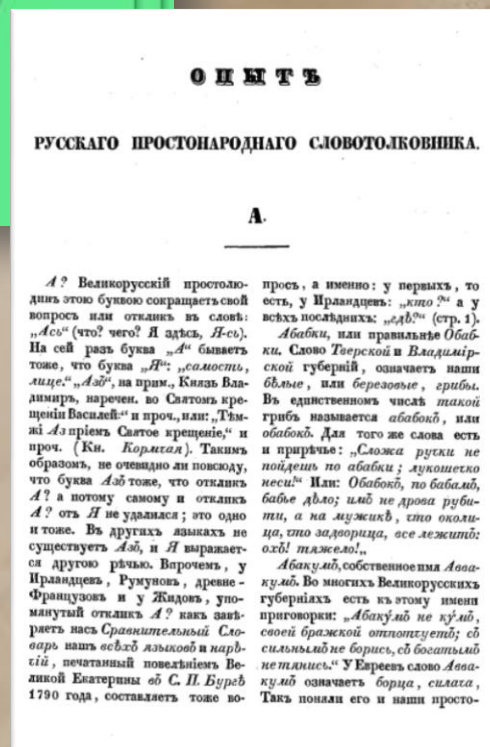 ОПЫТЪ
РУССКАГО ПРОСТОНАРОДНАГО СЛОВОТОЛКОВНИКА.
А.
А? Великорусскій простолю-
динъ этою буквою сокращаетъ свой
вопросъ или откликъ въ словѣ:
„Ась“ (что? чего? Я здѣсь, Я-съ).
На сей разъ буква „А“ бываетъ
тоже, что буква „Я“: „самость,
лице.“ „Азъ“, на прим., Князь Вла-
димиръ, наречен. во Святомъ кре-
щеніи Василей:“ и проч., или: „Тѣм-
жі Аз пріем Святое крещеніе,“ и
проч. (Кн. Кормчая). Такимъ
образомъ, не очевидно ли повсюду,
что буква Азъ тоже, что откликъ
А? а потому самому и откликъ
А? отъ Я не удалился; это одно
и тоже. Въ другихъ языкахъ не
существуетъ Азъ, и Я выражает-
ся другою рѣчью. Впрочемъ, у
Ирландцевъ, Румуновъ, древне-
Французовъ и у Жидовъ, упо-
мянутый откликъ А? какъ завѣ-
ряетъ насъ Сравнительный Сло-
варь нашъ всѣхъ языковъ и нарѣ-
чій, печатанный повелѣніемъ Ве-
ликой Екатерины въ С. П. Бургѣ
1790 года, составляетъ тоже во-
просъ, а именно: у первыхъ, то
есть, у Ирландцевъ: „кто?“ а у
всѣхъ послѣднихъ: „гдѣ?“ (стр. 1).
Абабки, или правильнѣе Обаб-
ки. Слово Тверской и Владимір-
ской губерній, означаетъ наши
бѣлые, или березовые, грибы.
Въ единственномъ числѣ такой
грибъ называется абабокъ, или
обабокъ. Для того же слова есть
и прирѣчье: „Сложа ручки не
пойдешь по абабки; лукошечко
неси!“ Или: Обабокъ, по бабамъ,
бабье дѣло; имъ не дрова руби-
ти, а на мужикѣ, что околи-
ца, что задворица, все лежитъ:
охъ! тяжело!„
Абакумъ, собственное имя Авва-
кумъ. Во многихъ Великорусскихъ
губерніяхъ есть къ этому имени
приговорки: „Абакумъ не кумъ,
своей бражкой отпотчуетъ; съ
сильнымъ не борись, съ богатымъ
не тянись.“ У Евреевъ слово Авва-
кумъ означаетъ борца, силача,
Такъ поняли его и наши просто-